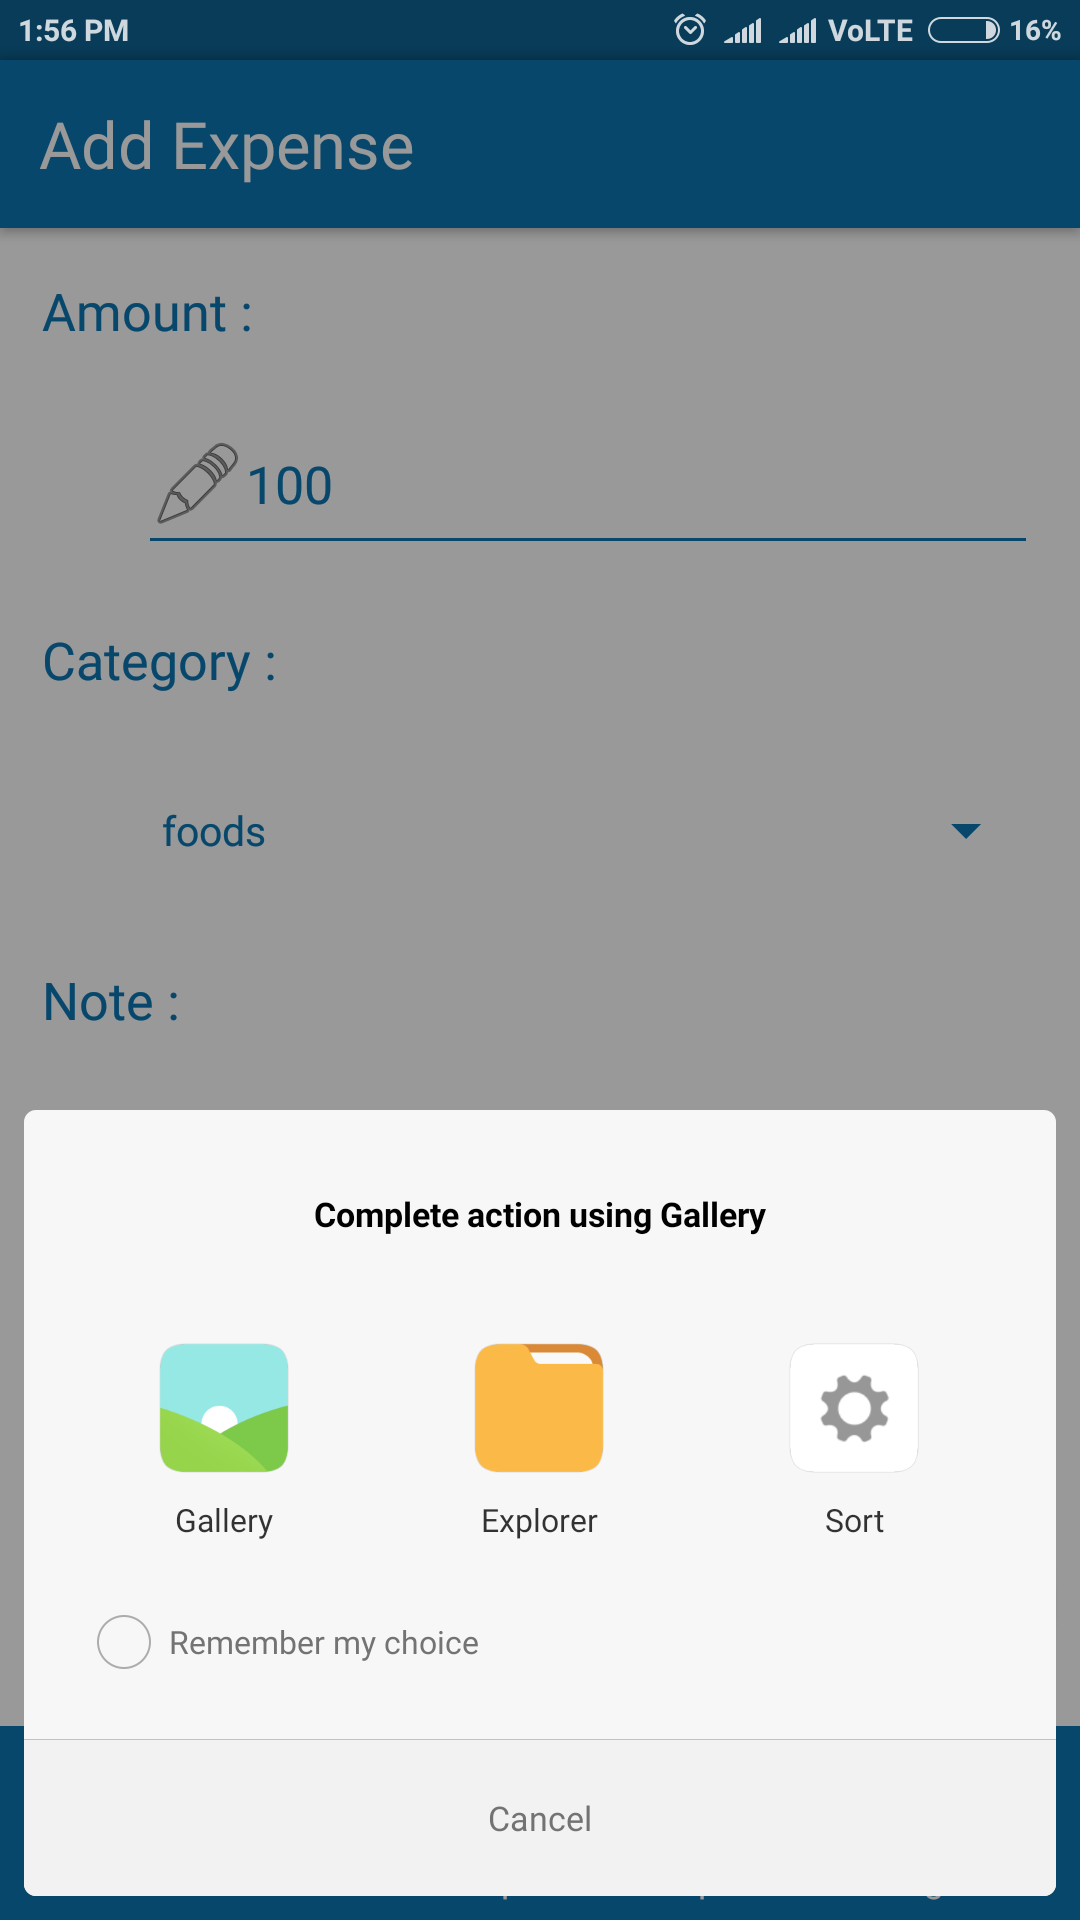 1:56 PM VoLTE 16%
Add Expense
Amount :
100
Category :
foods
Note :
Complete action using Gallery
Gallery Explorer Sort
Remember my choice
Cancel